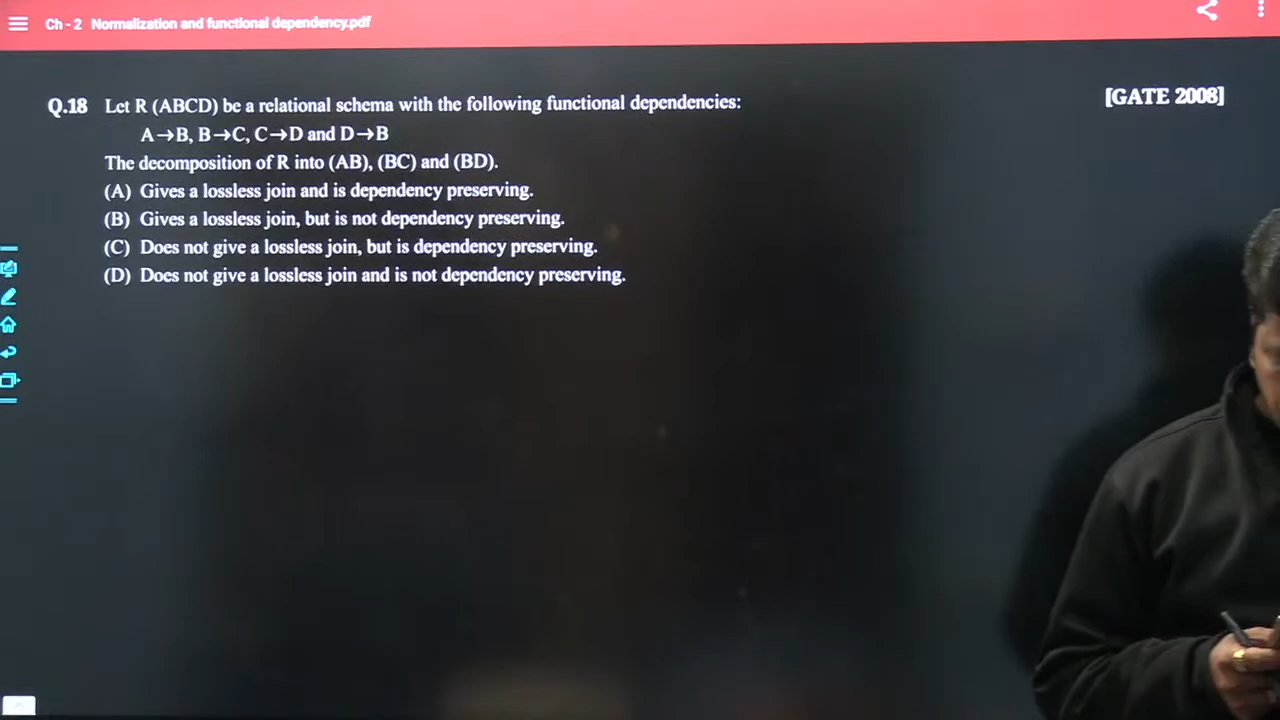 Ch - 2 Normalization and functional dependency.pdf
Q.18 Let R (ABCD) be a relational schema with the following functional dependencies: [GATE 2008]
A→B, B→C, C→D and D→B
The decomposition of R into (AB), (BC) and (BD).
(A) Gives a lossless join and is dependency preserving.
(B) Gives a lossless join, but is not dependency preserving.
(C) Does not give a lossless join, but is dependency preserving.
(D) Does not give a lossless join and is not dependency preserving.